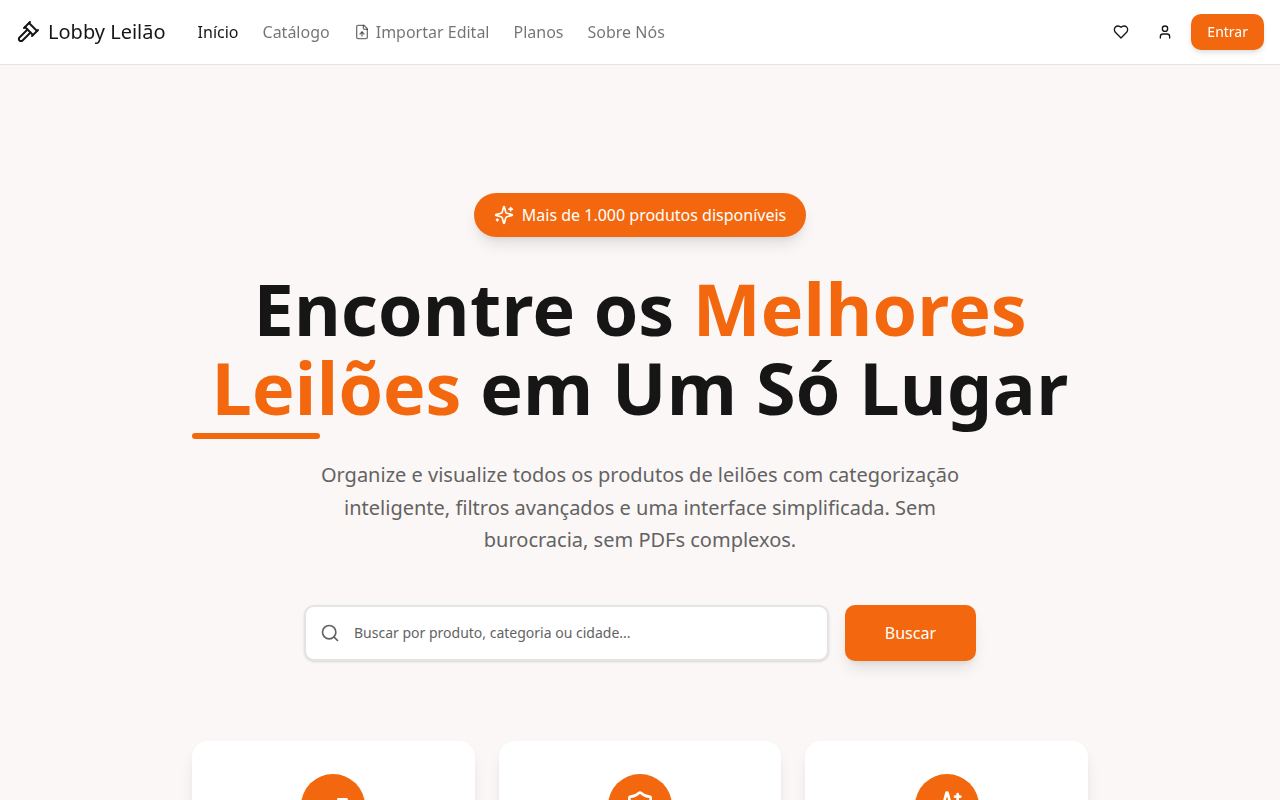 Lobby Leilão
Início
Catálogo
Importar Edital
Planos
Sobre Nós
Entrar
Mais de 1.000 produtos disponíveis
Encontre os Melhores
Leilões em Um Só Lugar
Organize e visualize todos os produtos de leilões com categorização
inteligente, filtros avançados e uma interface simplificada. Sem
burocracia, sem PDFs complexos.
Buscar por produto, categoria ou cidade...
Buscar